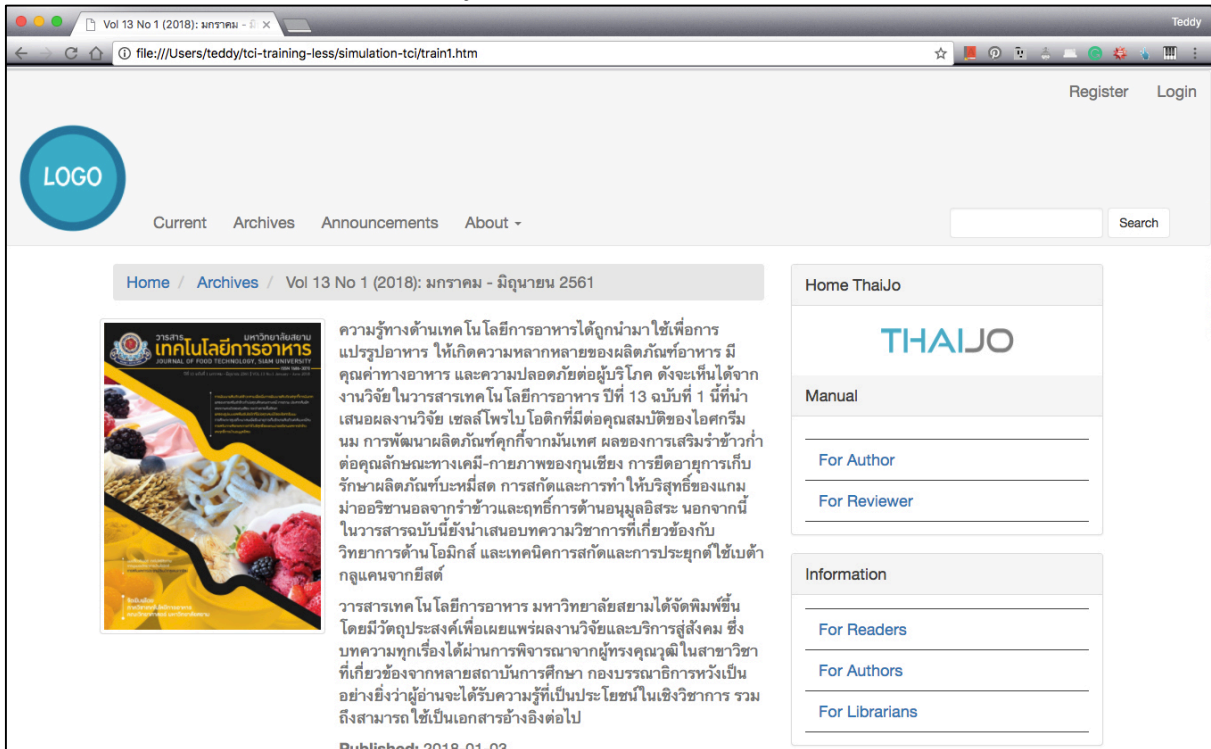 Vol 13 No 1 (2018): มกราคม -
Teddy
file:///Users/teddy/tci-training-less/simulation-tci/train1.htm
Register Login
LOGO
Current Archives Announcements About
Search
Home / Archives / Vol 13 No 1 (2018): มกราคม - มิถุนายน 2561
Home ThaiJo
วารสาร มหาวิทยาลัยสยาม
เทคโนโลยีการอาหาร
JOURNAL OF FOOD TECHNOLOGY, SIAM UNIVERSITY
ความรู้ทางด้านเทคโนโลยีการอาหารได้ถูกนำมาใช้เพื่อการ
แปรรูปอาหาร ให้เกิดความหลากหลายของผลิตภัณฑ์อาหาร มี
คุณค่าทางอาหาร และความปลอดภัยต่อผู้บริโภค ดังจะเห็นได้จาก
งานวิจัยในวารสารเทคโนโลยีการอาหาร ปีที่ 13 ฉบับที่ 1 นี้ที่นำ
เสนอผลงานวิจัย เซลล์โพรไบโอติกที่มีต่อคุณสมบัติของไอศกรีม
นม การพัฒนาผลิตภัณฑ์คุกกี้จากมันเทศ ผลของการเสริมรำข้าวก่ำ
ต่อคุณลักษณะทางเคมี-กายภาพของกุนเชียง การยืดอายุการเก็บ
รักษาผลิตภัณฑ์บะหมี่สด การสกัดและการทำให้บริสุทธิ์ของแกม
ม่าออริซานอลจากรำข้าวและฤทธิ์การต้านอนุมูลอิสระ นอกจากนี้
ในวารสารฉบับนี้ยังนำเสนอบทความวิชาการที่เกี่ยวข้องกับ
วิทยาการด้านโอมิกส์ และเทคนิคการสกัดและการประยุกต์ใช้เบต้า
กลูแคนจากยีสต์
วารสารเทคโนโลยีการอาหาร มหาวิทยาลัยสยามได้จัดพิมพ์ขึ้น
โดยมีวัตถุประสงค์เพื่อเผยแพร่ผลงานวิจัยและบริการสู่สังคม ซึ่ง
บทความทุกเรื่องได้ผ่านการพิจารณาจากผู้ทรงคุณวุฒิในสาขาวิชา
ที่เกี่ยวข้องจากหลายสถาบันการศึกษา กองบรรณาธิการหวังเป็น
อย่างยิ่งว่าผู้อ่านจะได้รับความรู้ที่เป็นประโยชน์ในเชิงวิชาการ รวม
ถึงสามารถใช้เป็นเอกสารอ้างอิงต่อไป
Published: 2018-01-03
THAIJO
Manual
For Author
For Reviewer
Information
For Readers
For Authors
For Librarians